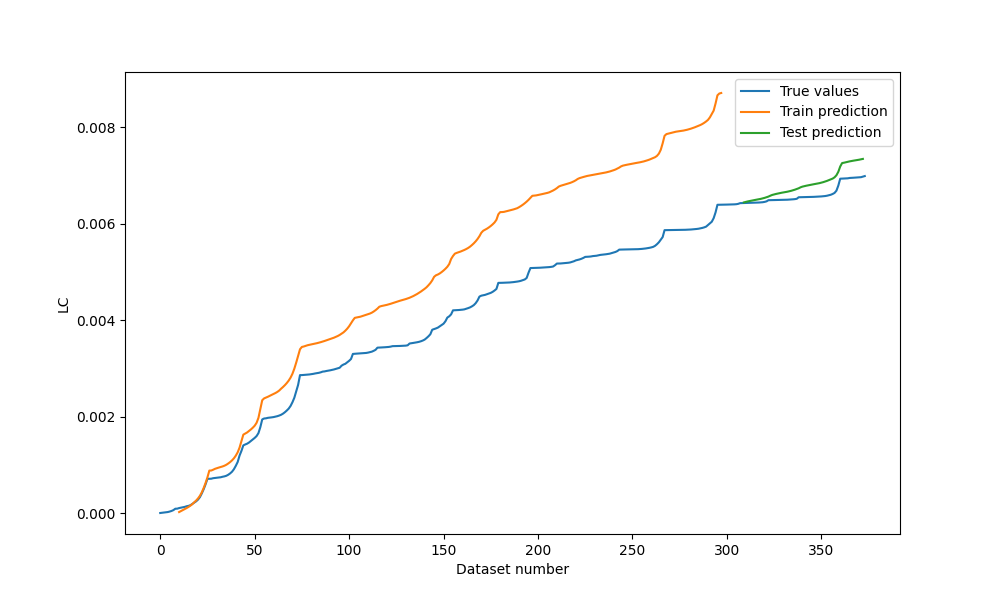 True values
Train prediction
Test prediction
0.008
0.006
0.004
0.002
0.000
LC
0 50 100 150 200 250 300 350
Dataset number